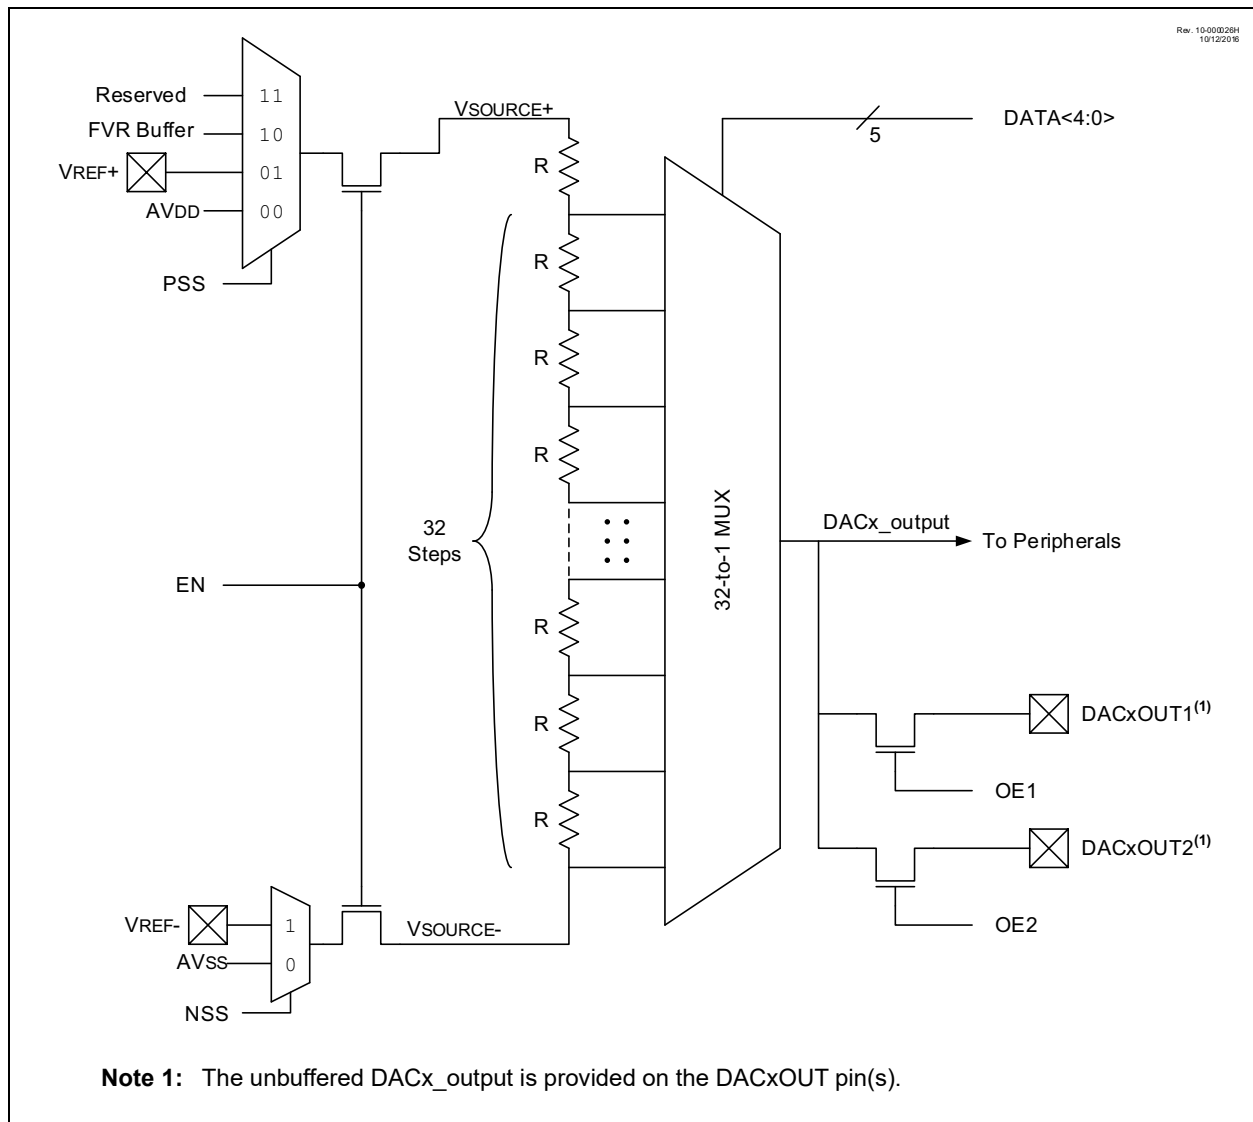 Rev. 10-000026H
10/12/2016
Reserved
11
FVR Buffer
10
VREF+
01
AVDD
00
PSS
VSOURCE+
R
R
R
R
DATA<4:0>
5
32
Steps
32-to-1 MUX
DACx_output
To Peripherals
EN
R
R
R
DACxOUT1(1)
OE1
DACxOUT2(1)
OE2
VREF-
1
AVSS
0
NSS
VSOURCE-
Note 1: The unbuffered DACx_output is provided on the DACxOUT pin(s).